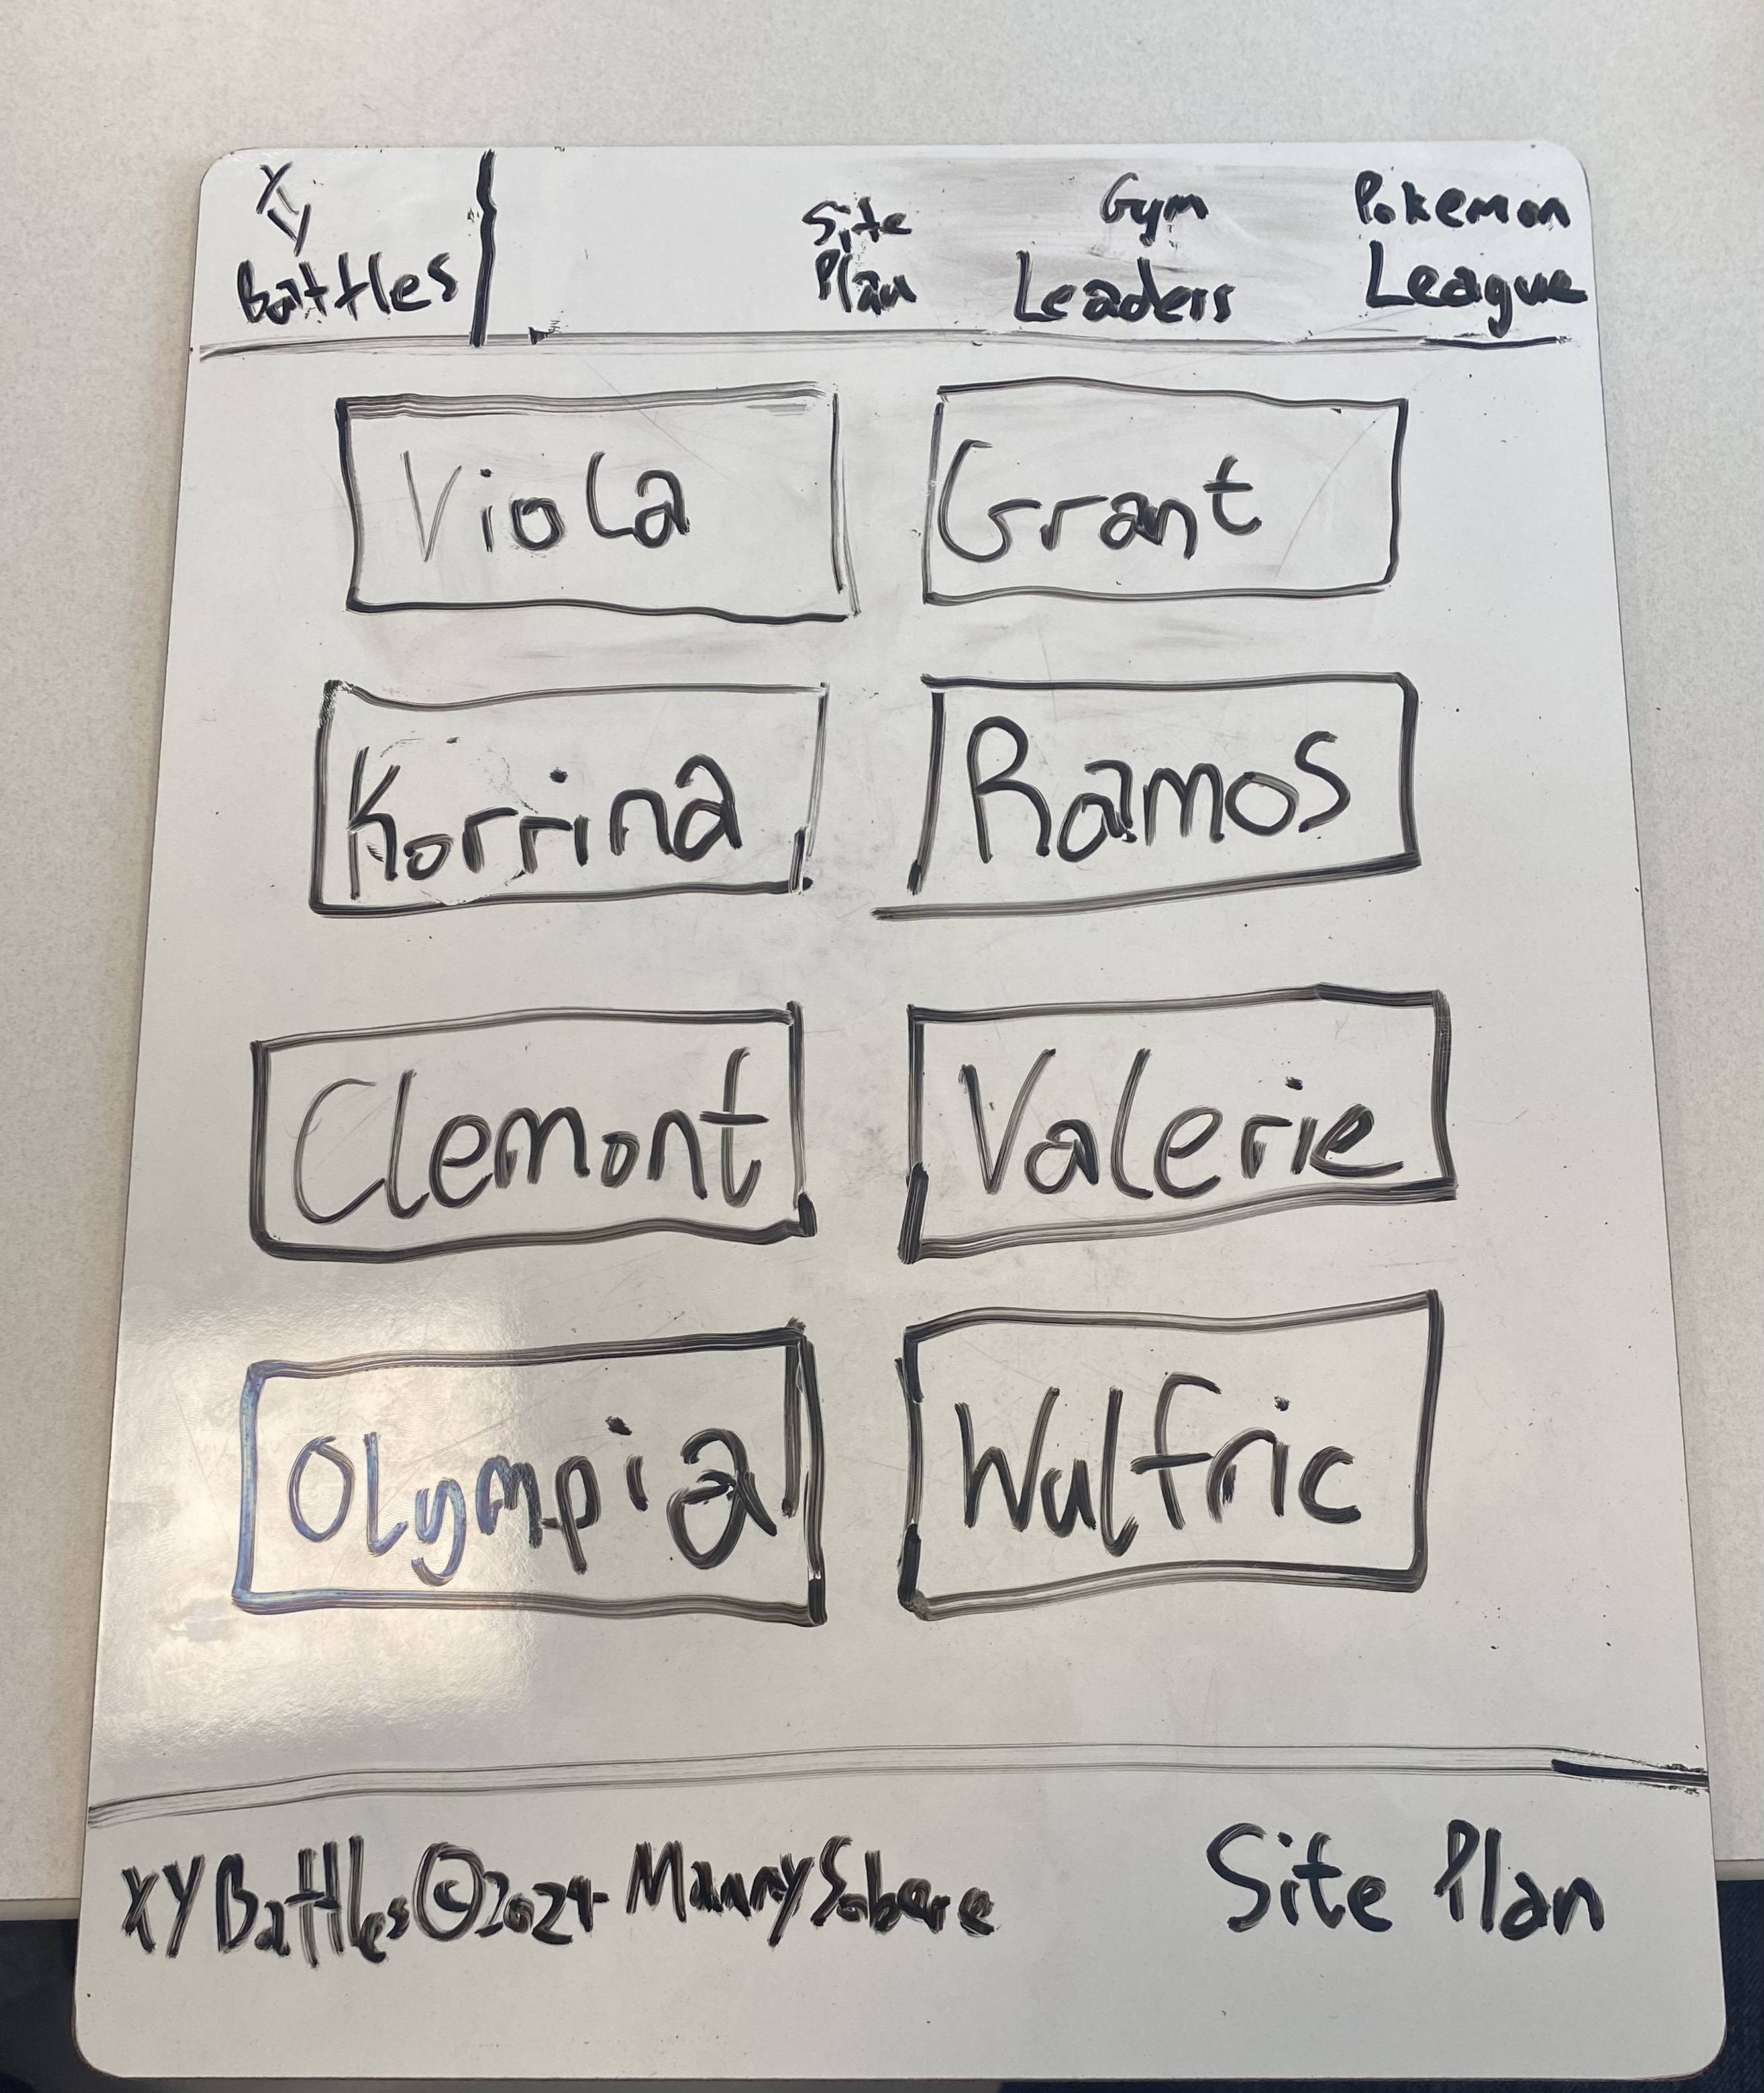 XY
Battles
Site
Plan
Gym
Leaders
Pokemon
League
Viola
Grant
Korrina
Ramos
Clemont
Valerie
Olympia
Wulfric
XY Battles © 2024 Manny Sobere
Site Plan